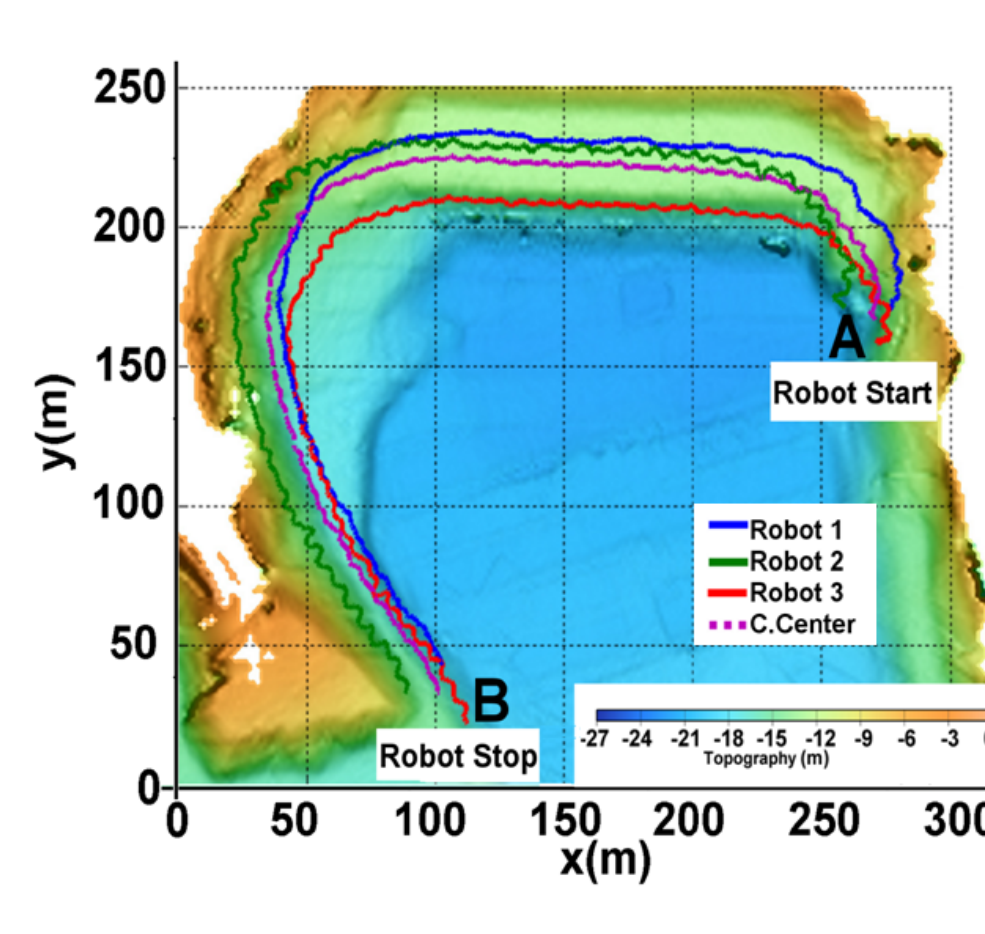 250
200
150
100
50
0
y(m)
A
Robot Start
Robot 1
Robot 2
Robot 3
C.Center
B
Robot Stop
-27 -24 -21 -18 -15 -12 -9 -6 -3
Topography (m)
0 50 100 150 200 250 300
x(m)